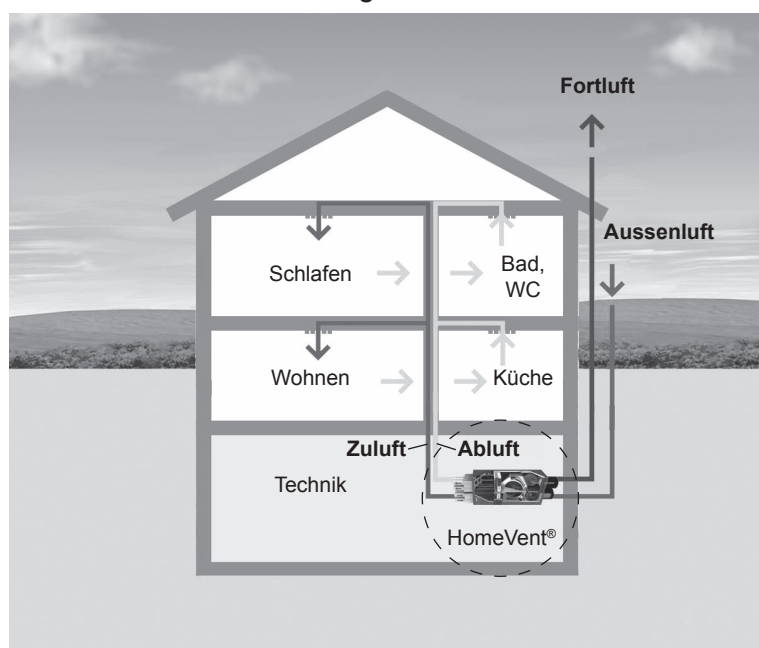 Fortluft
Aussenluft
Schlafen
Bad,
WC
Wohnen
Küche
Zuluft
Abluft
Technik
HomeVent®